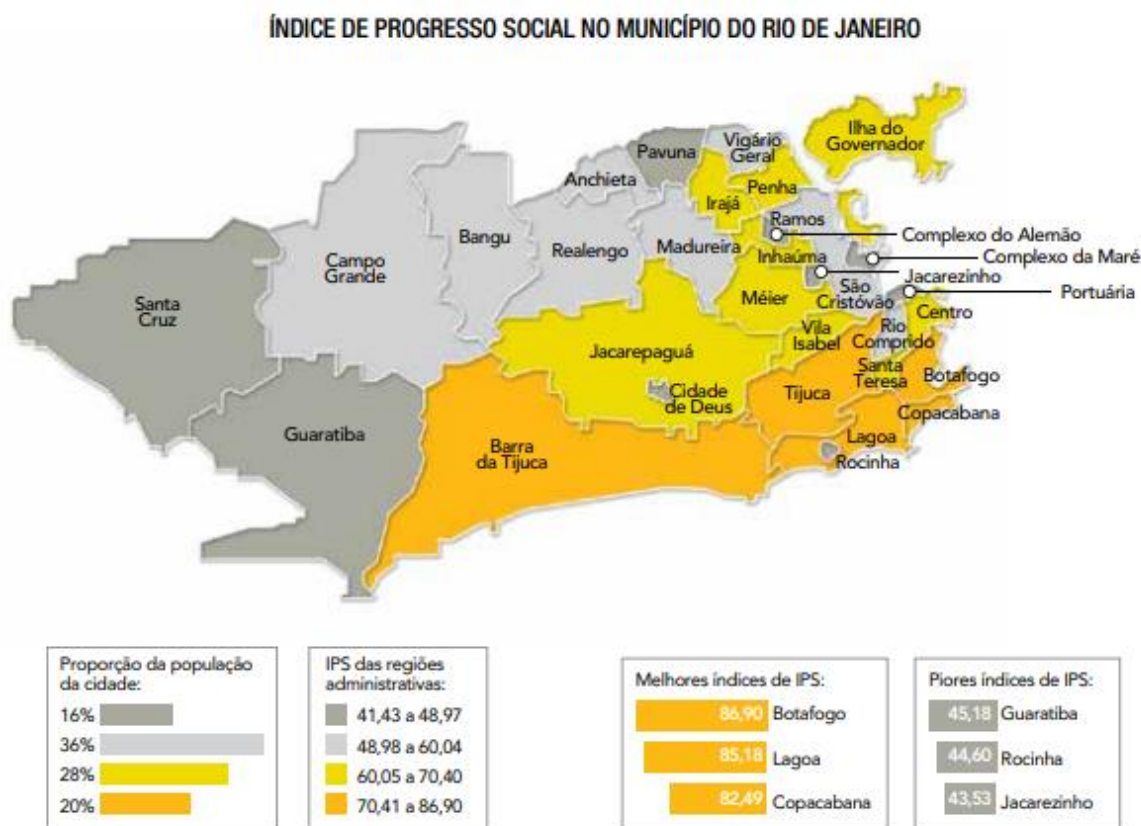 ÍNDICE DE PROGRESSO SOCIAL NO MUNICÍPIO DO RIO DE JANEIRO
Ilha do
Governador
Vigário
Geral
Pavuna
Anchieta
Penha
Irajá
Ramos
Complexo do Alemão
Bangu
Realengo
Madureira
Inhaúma
Complexo da Maré
Campo
Grande
Jacarezinho
São
Cristóvão
Portuária
Santa
Cruz
Méier
Centro
Vila
Isabel
Rio
Comprido
Jacarepaguá
Santa
Teresa
Botafogo
Cidade
de Deus
Tijuca
Copacabana
Guaratiba
Lagoa
Barra
da Tijuca
Rocinha
Proporção da população
da cidade:
16%
36%
28%
20%
IPS das regiões
administrativas:
41,43 a 48,97
48,98 a 60,04
60,05 a 70,40
70,41 a 86,90
Melhores índices de IPS:
86,90 Botafogo
85,18 Lagoa
82,49 Copacabana
Piores índices de IPS:
45,18 Guaratiba
44,60 Rocinha
43,53 Jacarezinho